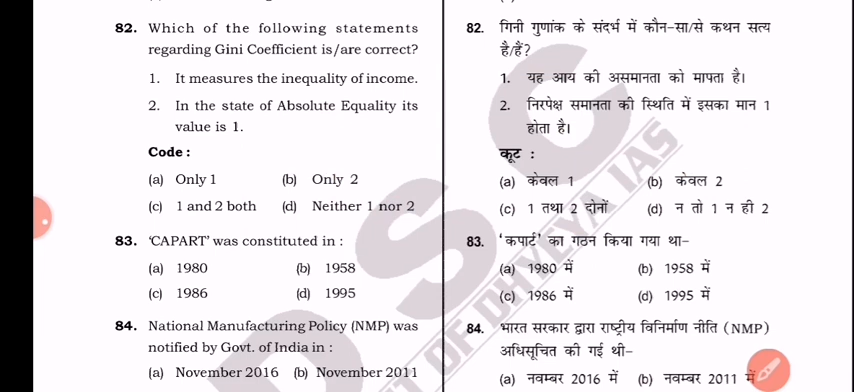 82. Which of the following statements
regarding Gini Coefficient is/are correct?
1. It measures the inequality of income.
2. In the state of Absolute Equality its
value is 1.
Code :
(a) Only 1 (b) Only 2
(c) 1 and 2 both (d) Neither 1 nor 2
83. ‘CAPART’ was constituted in :
(a) 1980 (b) 1958
(c) 1986 (d) 1995
84. National Manufacturing Policy (NMP) was
notified by Govt. of India in :
(a) November 2016 (b) November 2011
82. गिनी गुणांक के संदर्भ में कौन-सा/से कथन सत्य
है/हैं?
1. यह आय की असमानता को मापता है।
2. निरपेक्ष समानता की स्थिति में इसका मान 1
होता है।
कूट :
(a) केवल 1 (b) केवल 2
(c) 1 तथा 2 दोनों (d) न तो 1 न ही 2
83. ‘कपार्ट’ का गठन किया गया था–
(a) 1980 में (b) 1958 में
(c) 1986 में (d) 1995 में
84. भारत सरकार द्वारा राष्ट्रीय विनिर्माण नीति (NMP)
अधिसूचित की गई थी–
(a) नवम्बर 2016 में (b) नवम्बर 2011 में
DSC
OF DHYEYA IAS